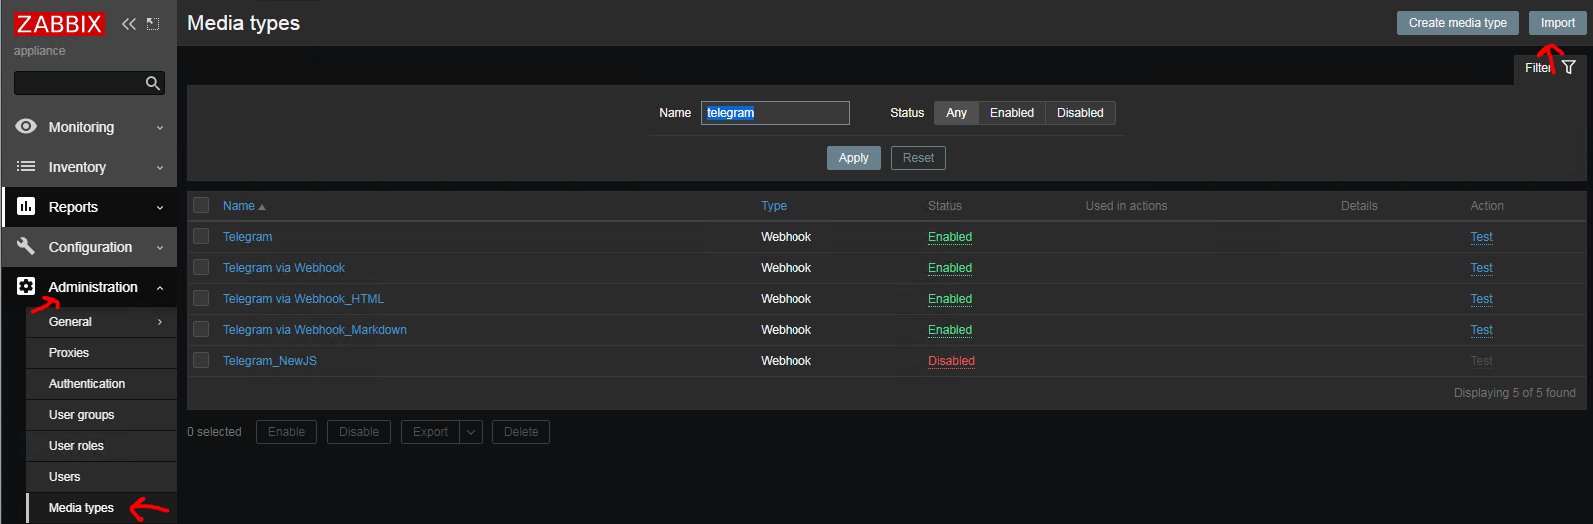 ZABBIX
appliance
Monitoring
Inventory
Reports
Configuration
Administration
General
Proxies
Authentication
User groups
User roles
Users
Media types
Media types
Create media type Import
Filter
Name telegram Status Any Enabled Disabled
Apply Reset
Name Type Status Used in actions Details Action
Telegram Webhook Enabled Test
Telegram via Webhook Webhook Enabled Test
Telegram via Webhook_HTML Webhook Enabled Test
Telegram via Webhook_Markdown Webhook Enabled Test
Telegram_NewJS Webhook Disabled Test
Displaying 5 of 5 found
0 selected Enable Disable Export Delete